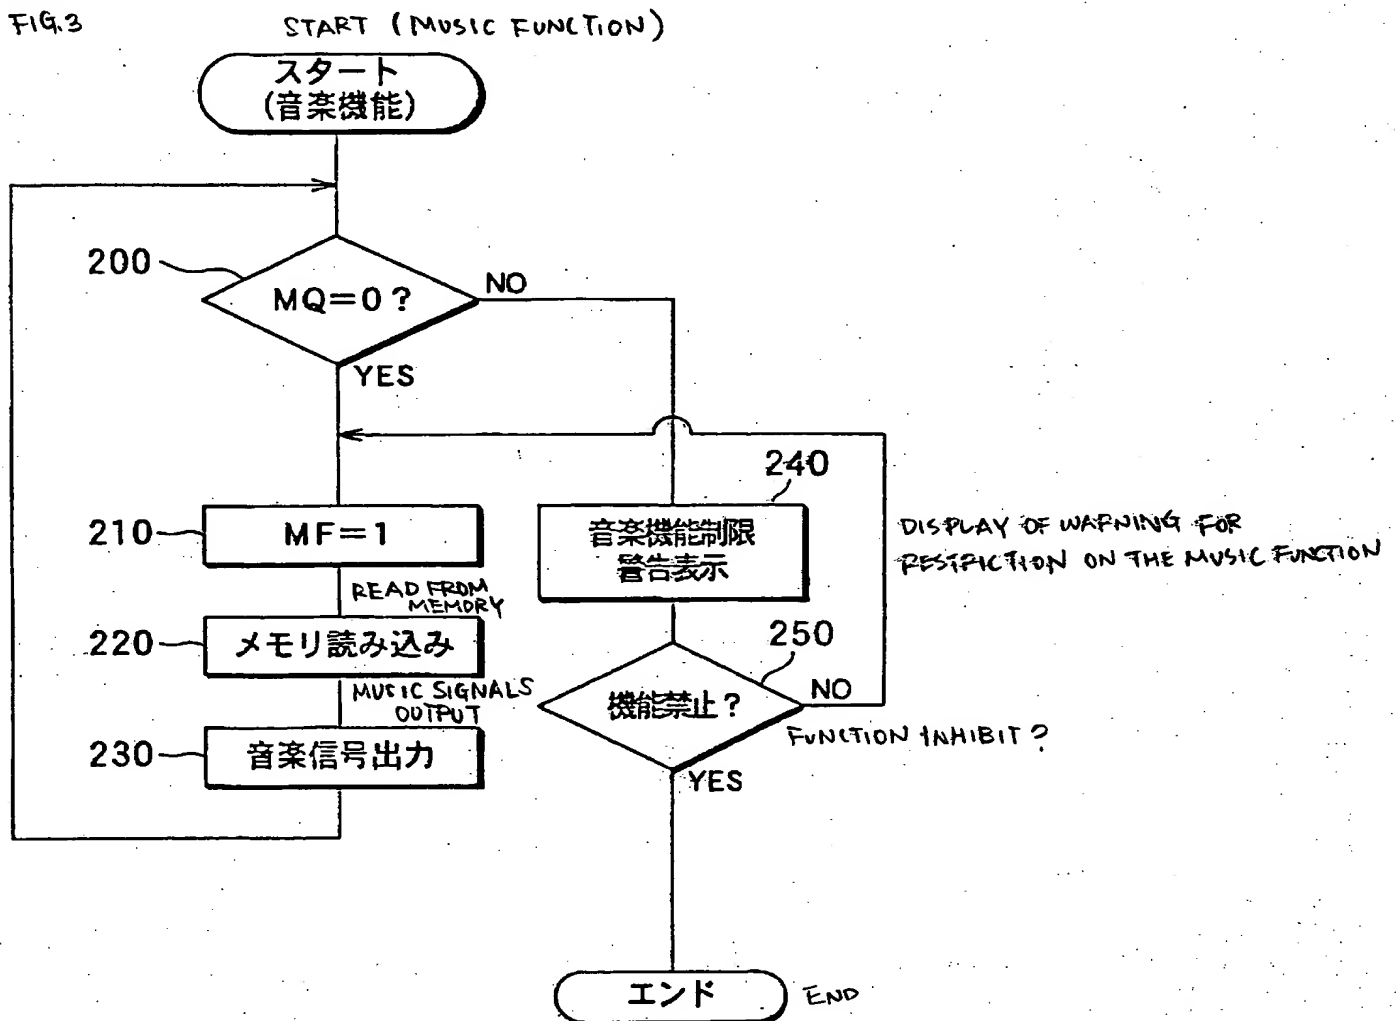 FIG.3
START (MUSIC FUNCTION)
スタート
(音楽機能)
200
MQ=0?
NO
YES
240
210
MF=1
音楽機能制限
警告表示
DISPLAY OF WARNING FOR
RESTRICTION ON THE MUSIC FUNCTION
READ FROM
MEMORY
220
メモリ読み込み
250
機能禁止?
NO
MUSIC SIGNALS
OUTPUT
FUNCTION INHIBIT?
230
音楽信号出力
YES
エンド
END